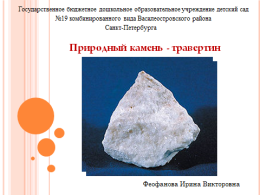 Государственное бюджетное дошкольное образовательное учреждение детский сад
№19 комбинированного вида Василеостровского района
Санкт-Петербурга
Природный камень - травертин
Феофанова Ирина Викторовна